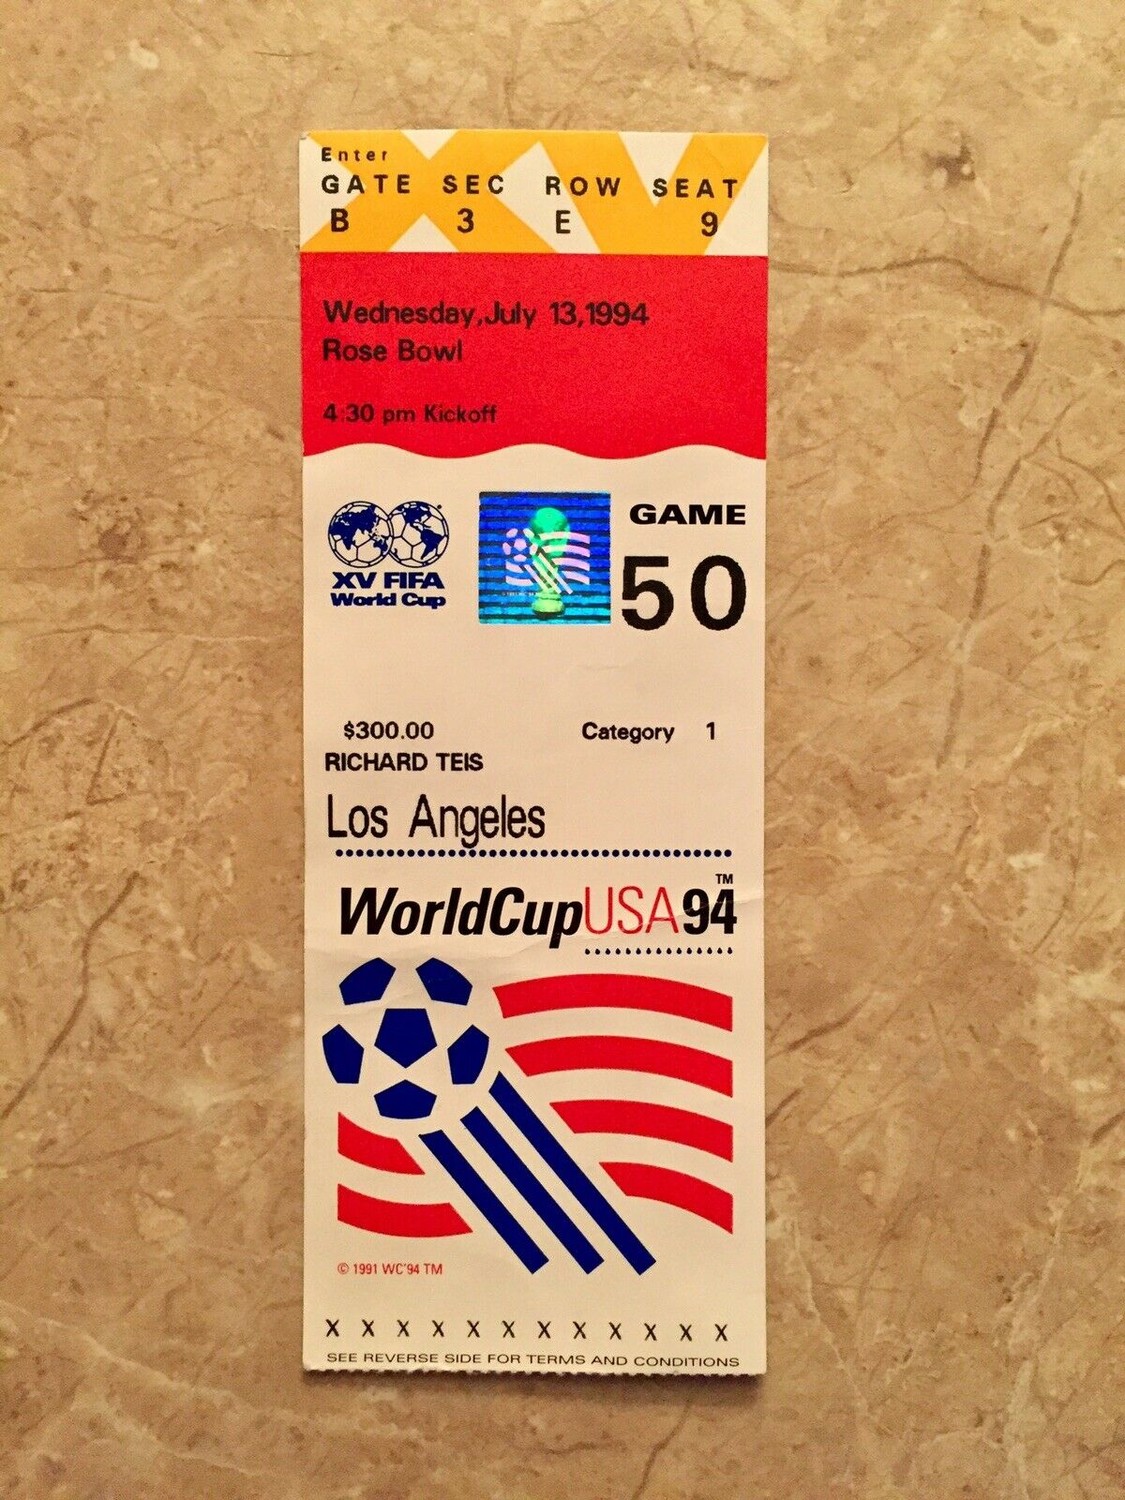 Enter
GATE SEC ROW SEAT
B 3 E 9
Wednesday,July 13,1994
Rose Bowl
4:30 pm Kickoff
XV FIFA
World Cup
GAME
50
$300.00 Category 1
RICHARD TEIS
Los Angeles
WorldCupUSA94™
© 1991 WC'94 TM
X X X X X X X X X X X X
SEE REVERSE SIDE FOR TERMS AND CONDITIONS